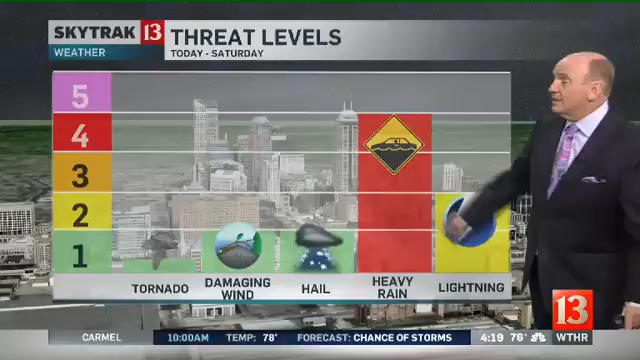 SKYTRAK 13
WEATHER
THREAT LEVELS
TODAY - SATURDAY
5
4
3
2
1
TORNADO
DAMAGING
WIND
HAIL
HEAVY
RAIN
LIGHTNING
13
CARMEL 10:00AM TEMP: 78° FORECAST: CHANCE OF STORMS 4:19 76° WTHR